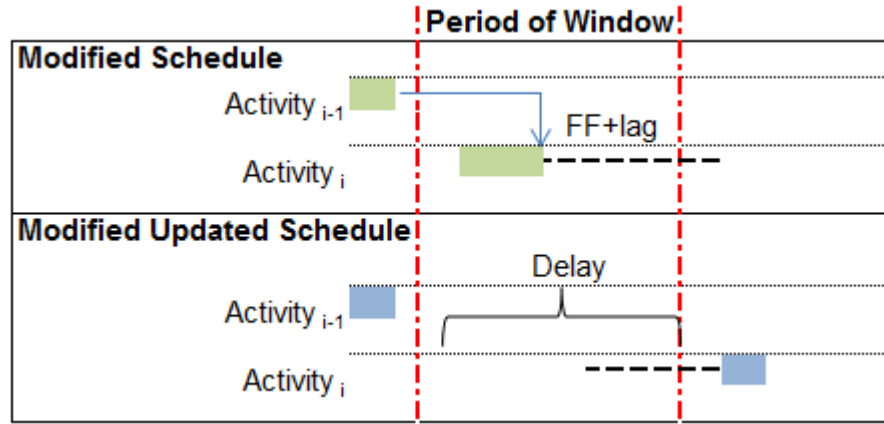 Period of Window
Modified Schedule
Activity i-1
FF+lag
Activity i
Modified Updated Schedule
Delay
Activity i-1
Activity i